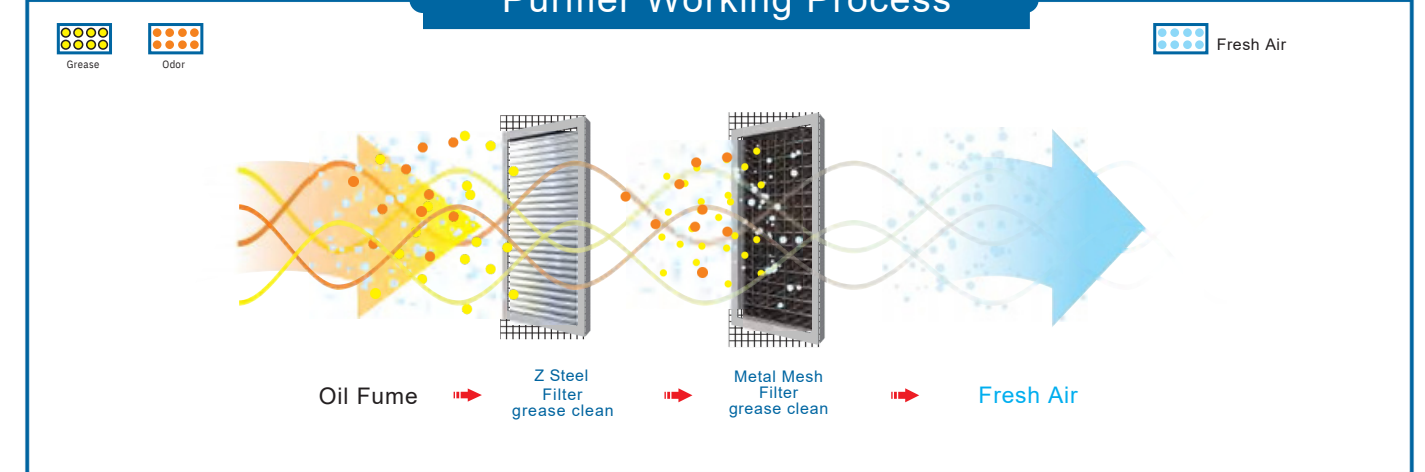 Purifier Working Process
Grease
Odor
Fresh Air
Oil Fume
Z Steel
Filter
grease clean
Metal Mesh
Filter
grease clean
Fresh Air